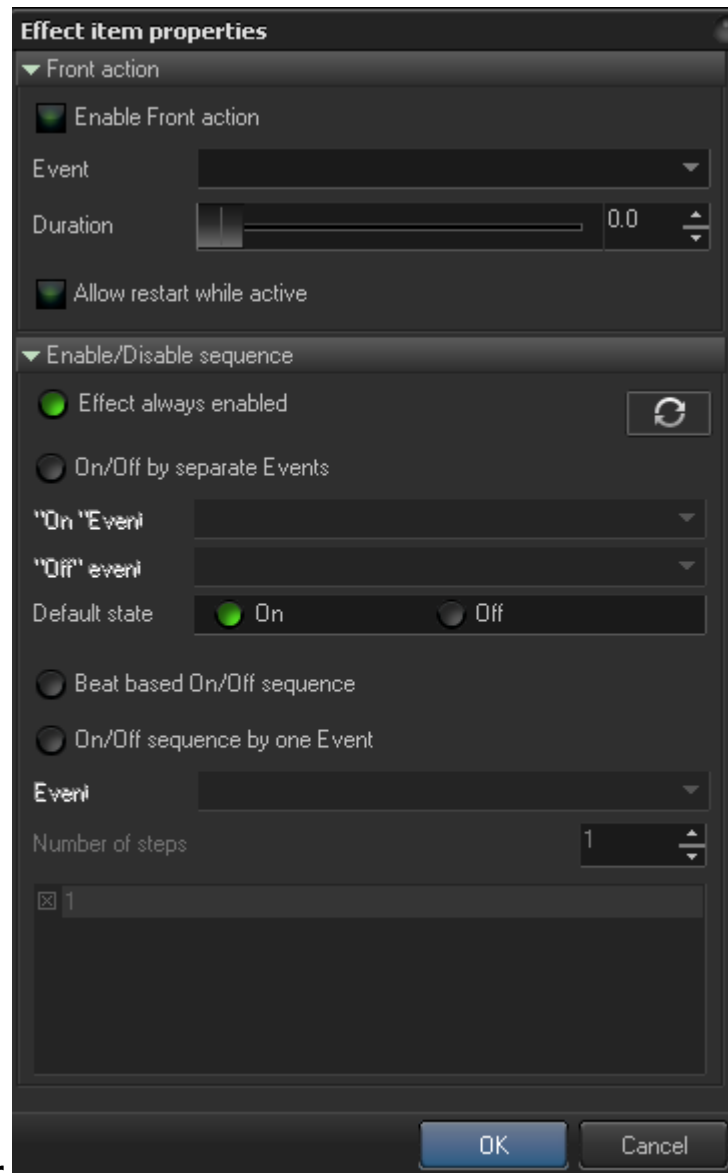 Effect item properties
Front action
Enable Front action
Event
Duration 0.0
Allow restart while active
Enable/Disable sequence
Effect always enabled
On/Off by separate Events
"On "Event
"Off" event
Default state On Off
Beat based On/Off sequence
On/Off sequence by one Event
Event
Number of steps 1
1
OK Cancel